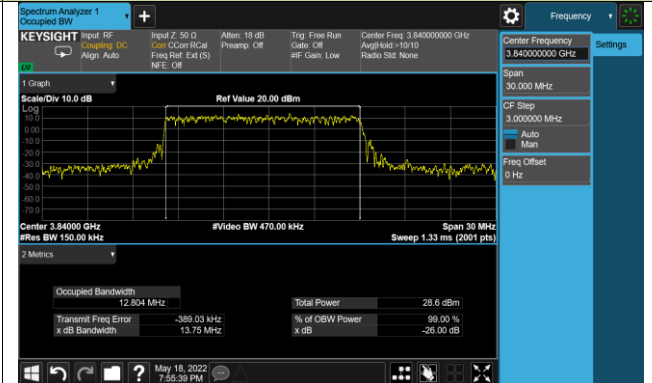 Spectrum Analyzer 1
Occupied BW
Frequency
KEYSIGHT
Input: RF
Coupling: DC
Align: Auto
Input Z: 50 Ω
Corr CCorr RCal
Freq Ref: Ext (S)
NFE: Off
Atten: 18 dB
Preamp: Off
Trig: Free Run
Gate: Off
#IF Gain: Low
Center Freq: 3.840000000 GHz
Avg|Hold:>10/10
Radio Std: None
Center Frequency
3.840000000 GHz
Settings
Span
30.000 MHz
CF Step
3.000000 MHz
Auto
Man
Freq Offset
0 Hz
1 Graph
Scale/Div 10.0 dB
Ref Value 20.00 dBm
Log
10.0
0.00
-10.0
-20.0
-30.0
-40.0
-50.0
-60.0
-70.0
Center 3.84000 GHz
#Video BW 470.00 kHz
Span 30 MHz
#Res BW 150.00 kHz
Sweep 1.33 ms (2001 pts)
2 Metrics
Occupied Bandwidth
12.804 MHz
Total Power
28.6 dBm
Transmit Freq Error
-389.03 kHz
% of OBW Power
99.00 %
x dB Bandwidth
13.75 MHz
x dB
-26.00 dB
May 18, 2022
7:55:39 PM